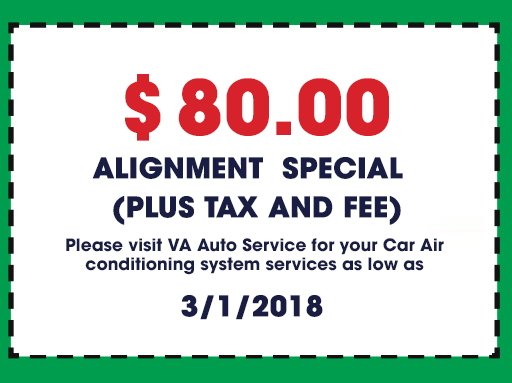 $ 80.00
ALIGNMENT SPECIAL
(PLUS TAX AND FEE)
Please visit VA Auto Service for your Car Air
conditioning system services as low as
3/1/2018